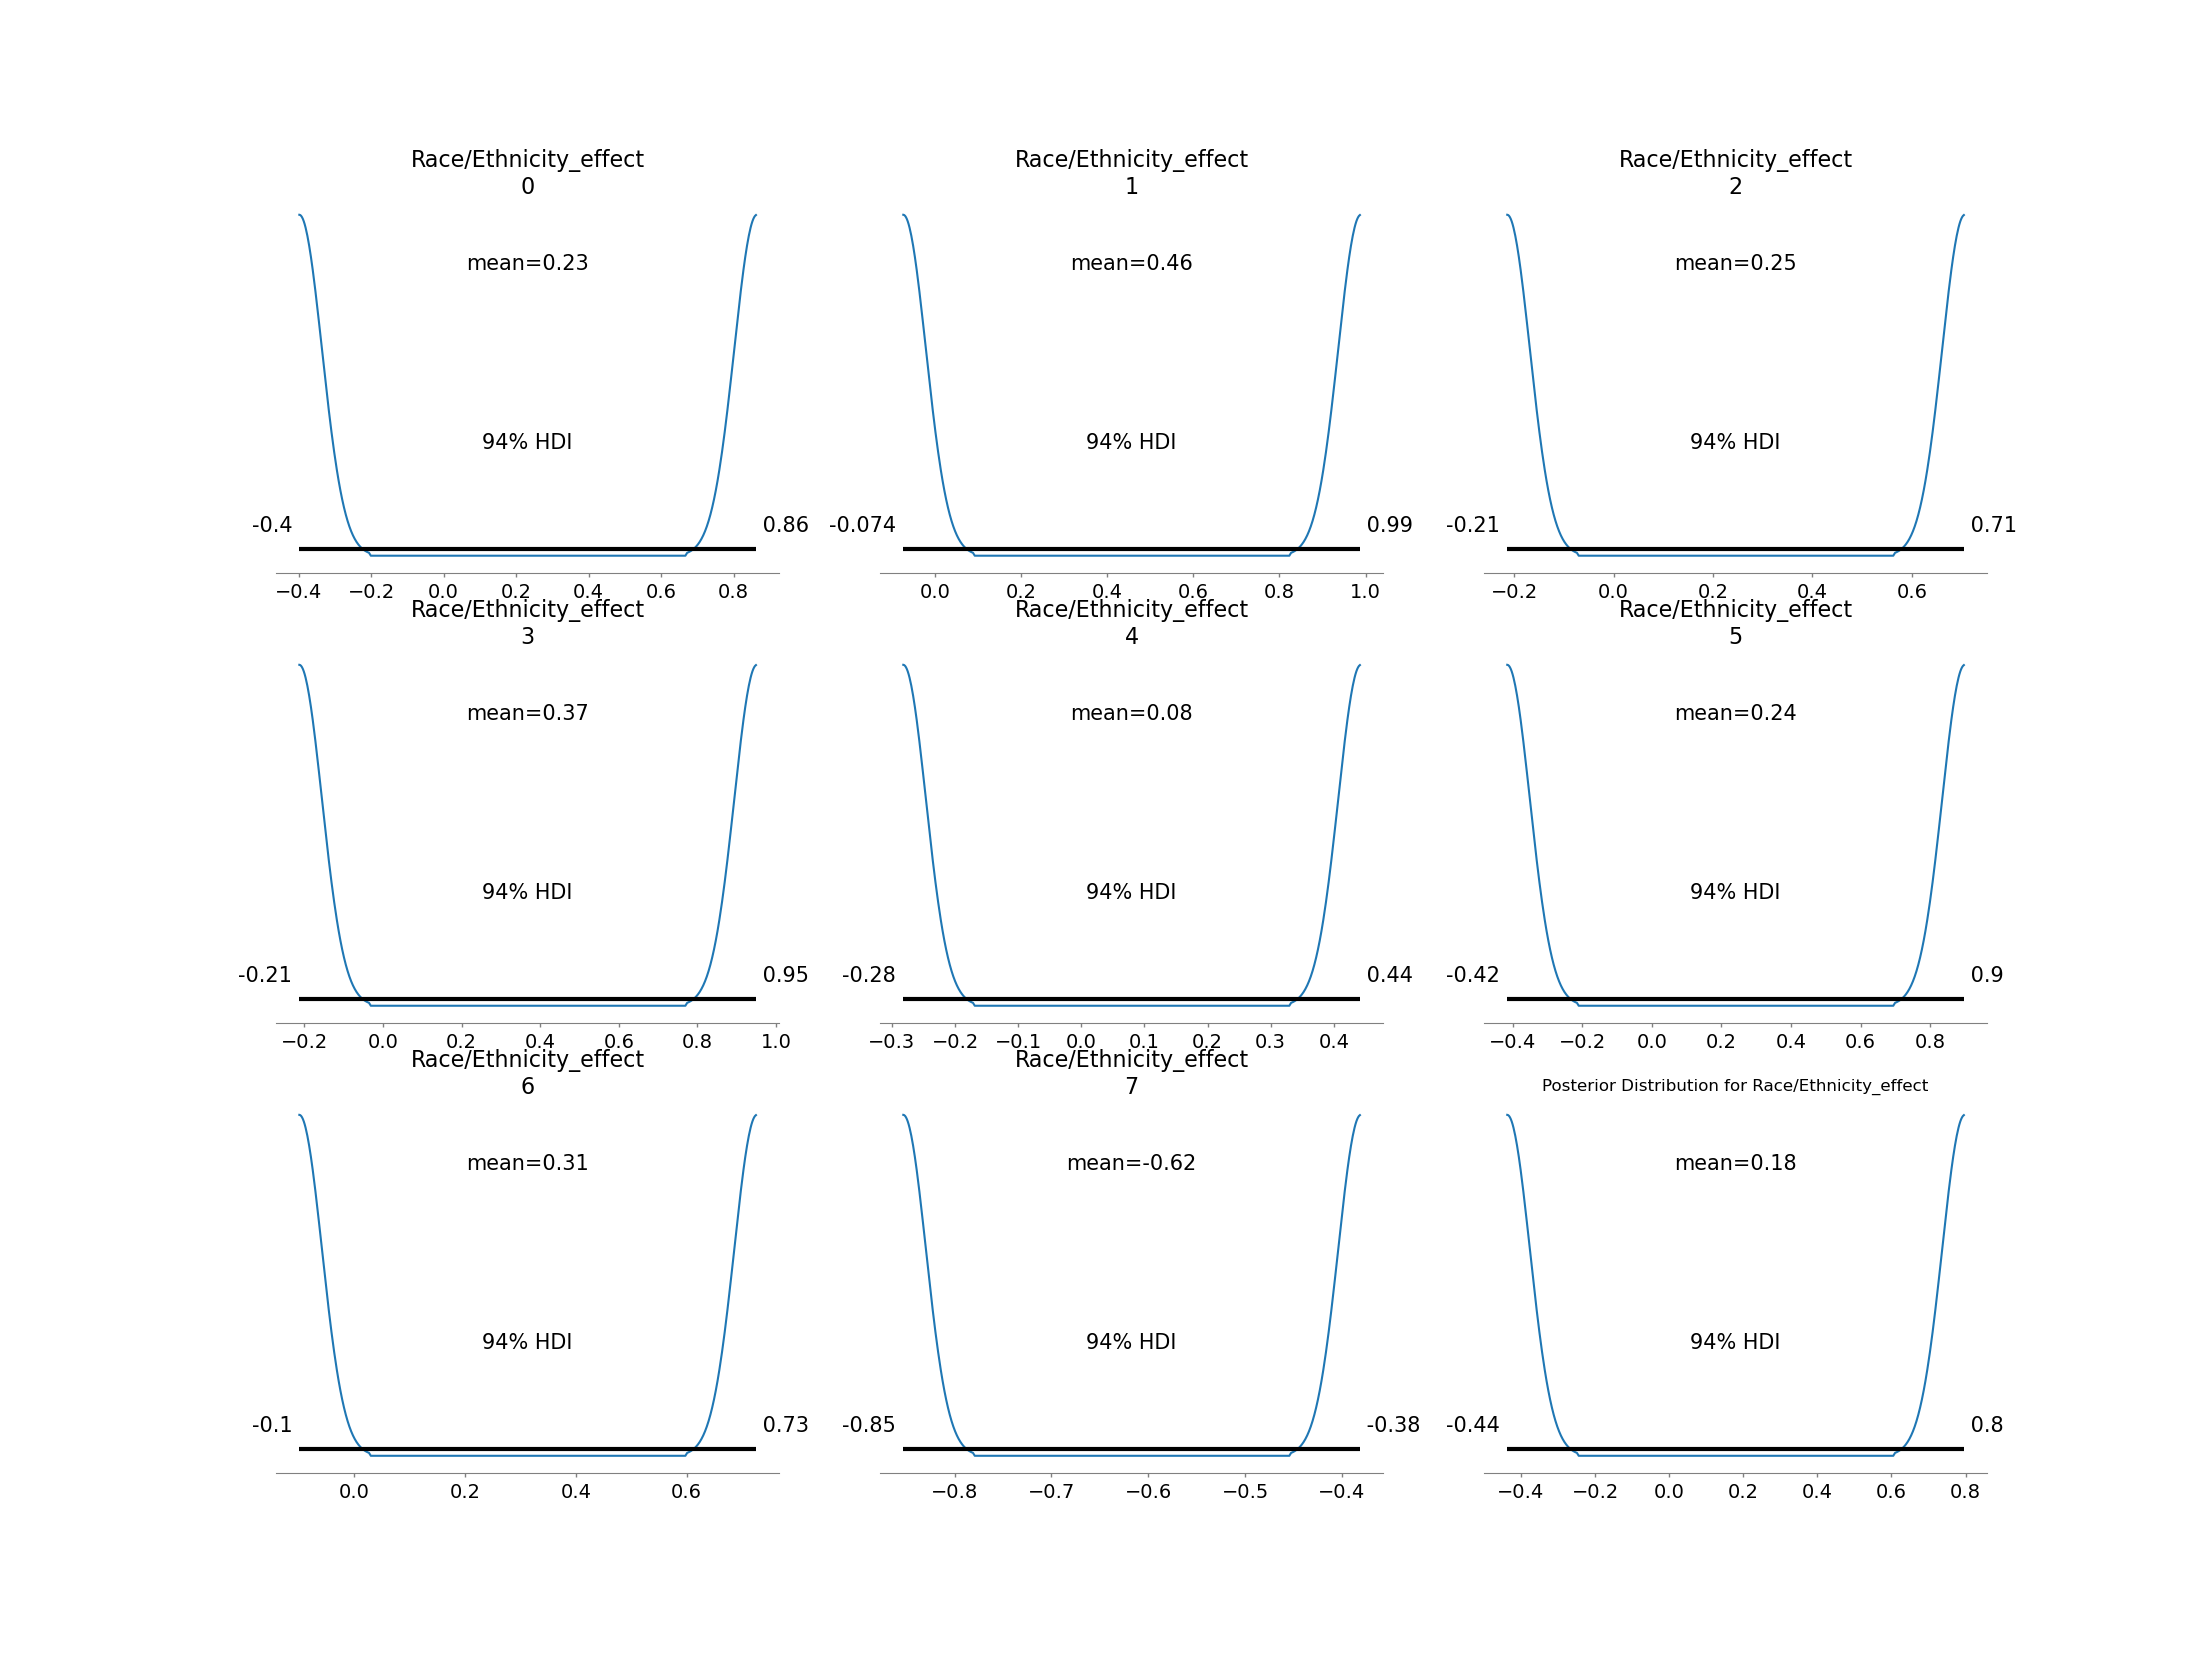 Race/Ethnicity_effect
0
mean=0.23
94% HDI
-0.4 0.86
−0.4 −0.2 0.0 0.2 0.4 0.6 0.8
Race/Ethnicity_effect
1
mean=0.46
94% HDI
-0.074 0.99
0.0 0.2 0.4 0.6 0.8 1.0
Race/Ethnicity_effect
2
mean=0.25
94% HDI
-0.21 0.71
−0.2 0.0 0.2 0.4 0.6
Race/Ethnicity_effect
3
mean=0.37
94% HDI
-0.21 0.95
−0.2 0.0 0.2 0.4 0.6 0.8 1.0
Race/Ethnicity_effect
4
mean=0.08
94% HDI
-0.28 0.44
−0.3 −0.2 −0.1 0.0 0.1 0.2 0.3 0.4
Race/Ethnicity_effect
5
mean=0.24
94% HDI
-0.42 0.9
−0.4 −0.2 0.0 0.2 0.4 0.6 0.8
Race/Ethnicity_effect
6
mean=0.31
94% HDI
-0.1 0.73
0.0 0.2 0.4 0.6
Race/Ethnicity_effect
7
mean=-0.62
94% HDI
-0.85 -0.38
−0.8 −0.7 −0.6 −0.5 −0.4
Posterior Distribution for Race/Ethnicity_effect
mean=0.18
94% HDI
-0.44 0.8
−0.4 −0.2 0.0 0.2 0.4 0.6 0.8